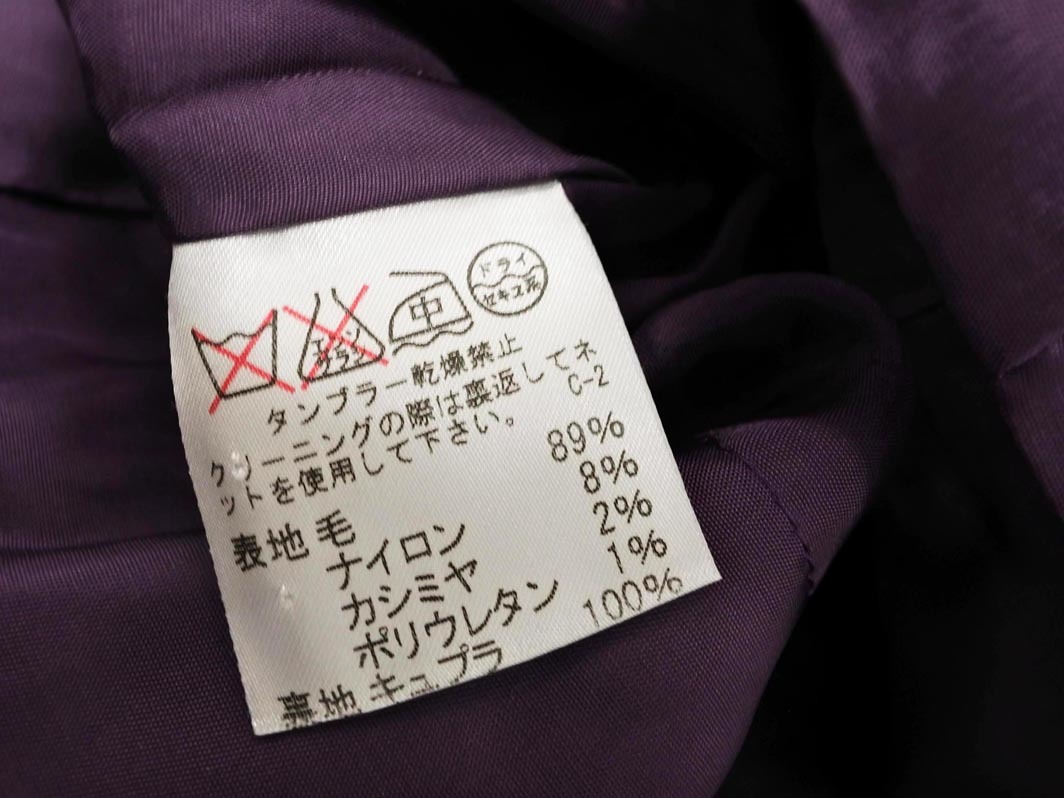 エンソ
サラシ
中
ドライ
セキユ系
タンブラー乾燥禁止
クリーニングの際は裏返してネ
ットを使用して下さい。 C-2
表地 毛 89%
ナイロン 8%
カシミヤ 2%
ポリウレタン 1%
裏地 キュプラ 100%